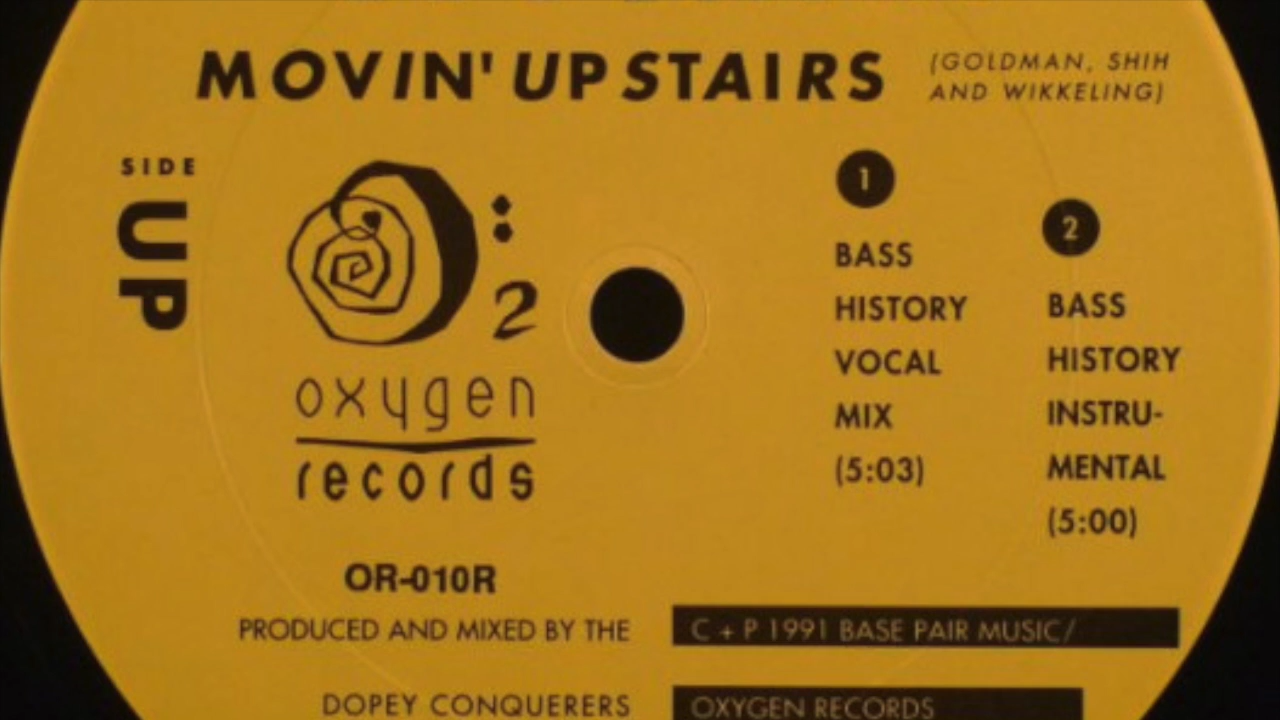 MOVIN' UPSTAIRS
(GOLDMAN, SHIH
AND WIKKELING)
SIDE
UP
2
oxygen
records
1
BASS
HISTORY
VOCAL
MIX
(5:03)
2
BASS
HISTORY
INSTRU-
MENTAL
(5:00)
OR-010R
PRODUCED AND MIXED BY THE
DOPEY CONQUERERS
C + P 1991 BASE PAIR MUSIC/
OXYGEN RECORDS